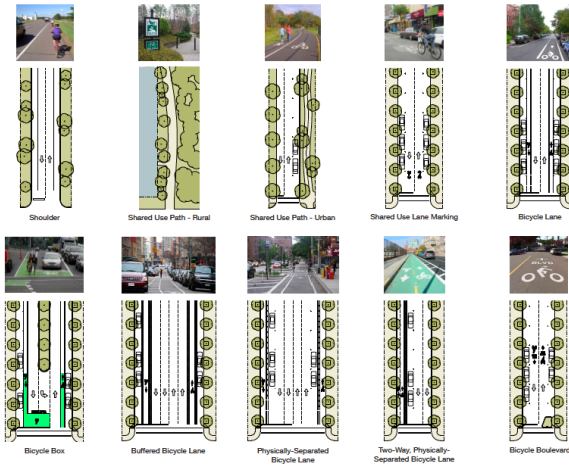 Shoulder
Shared Use Path - Rural
Shared Use Path - Urban
Shared Use Lane Marking
Bicycle Lane
BLVD
Bicycle Box
Buffered Bicycle Lane
Physically-Separated
Bicycle Lane
Two-Way, Physically-
Separated Bicycle Lane
Bicycle Boulevard